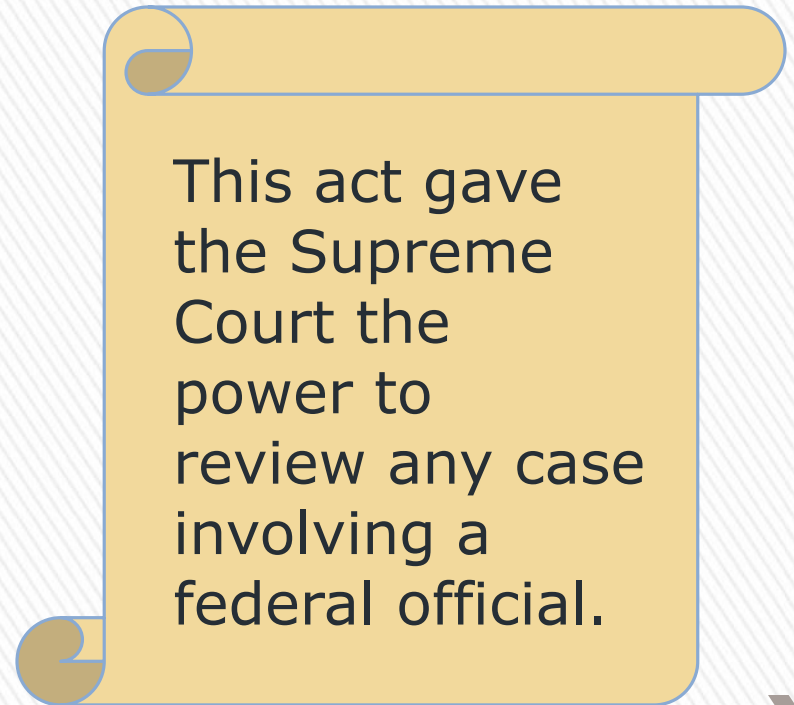 This act gave
the Supreme
Court the
power to
review any case
involving a
federal official.